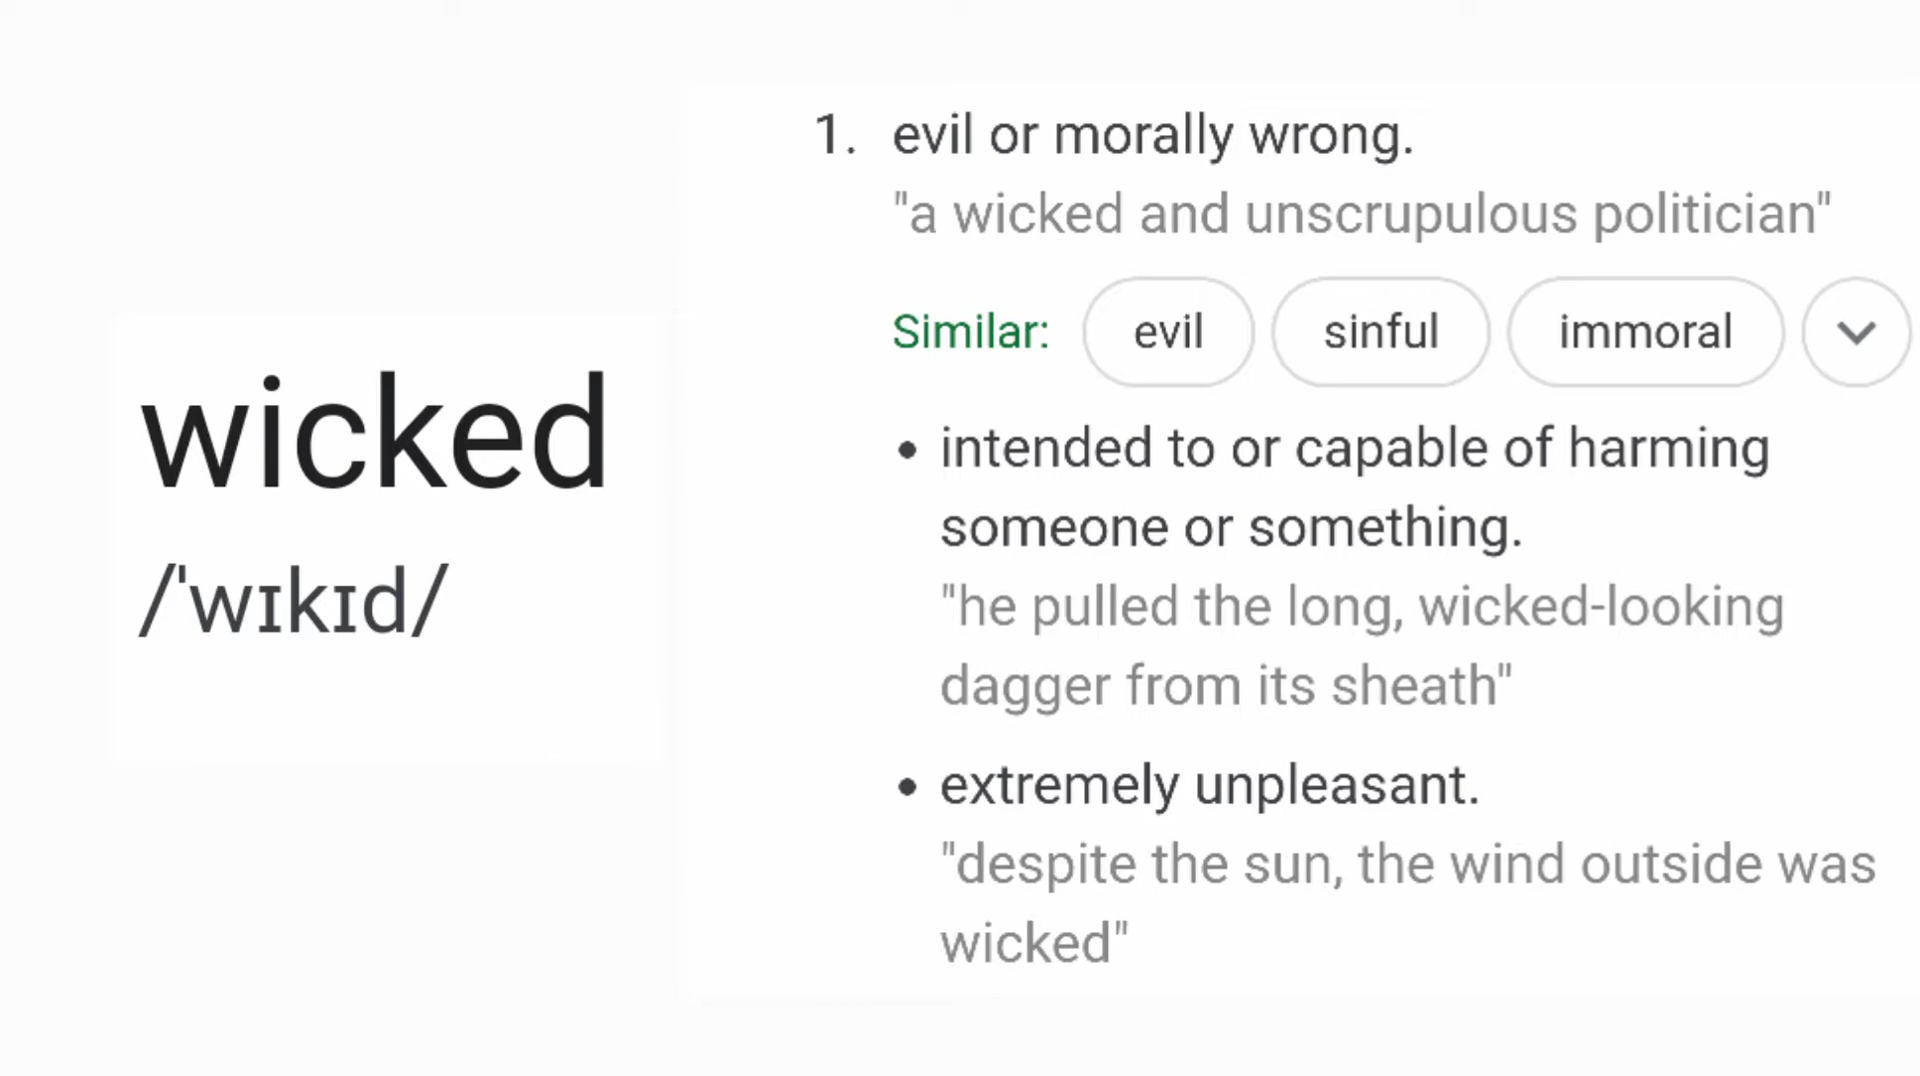 wicked
/ˈwɪkɪd/
1. evil or morally wrong.
"a wicked and unscrupulous politician"
Similar: evil sinful immoral
• intended to or capable of harming
someone or something.
"he pulled the long, wicked-looking
dagger from its sheath"
• extremely unpleasant.
"despite the sun, the wind outside was
wicked"